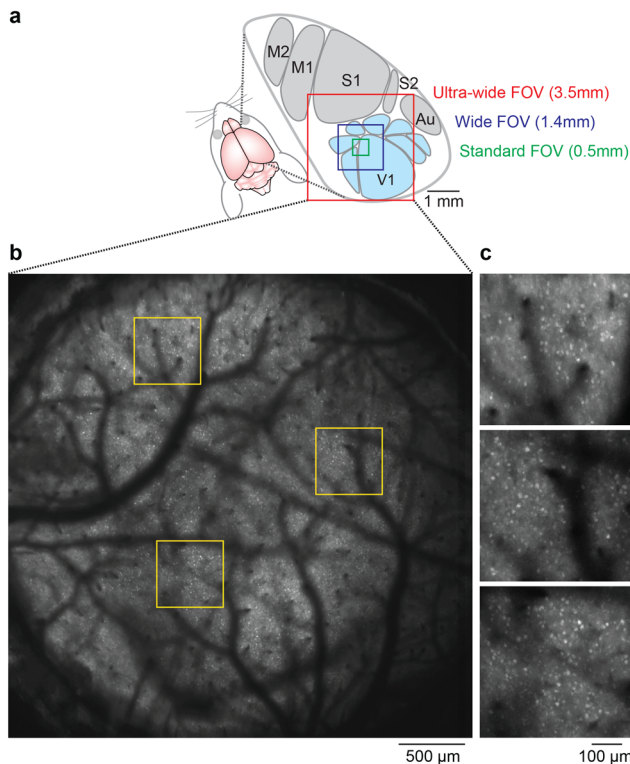 a
M2
M1
S1
S2
Au
V1
Ultra-wide FOV (3.5mm)
Wide FOV (1.4mm)
Standard FOV (0.5mm)
1 mm
b
c
500 µm
100 µm